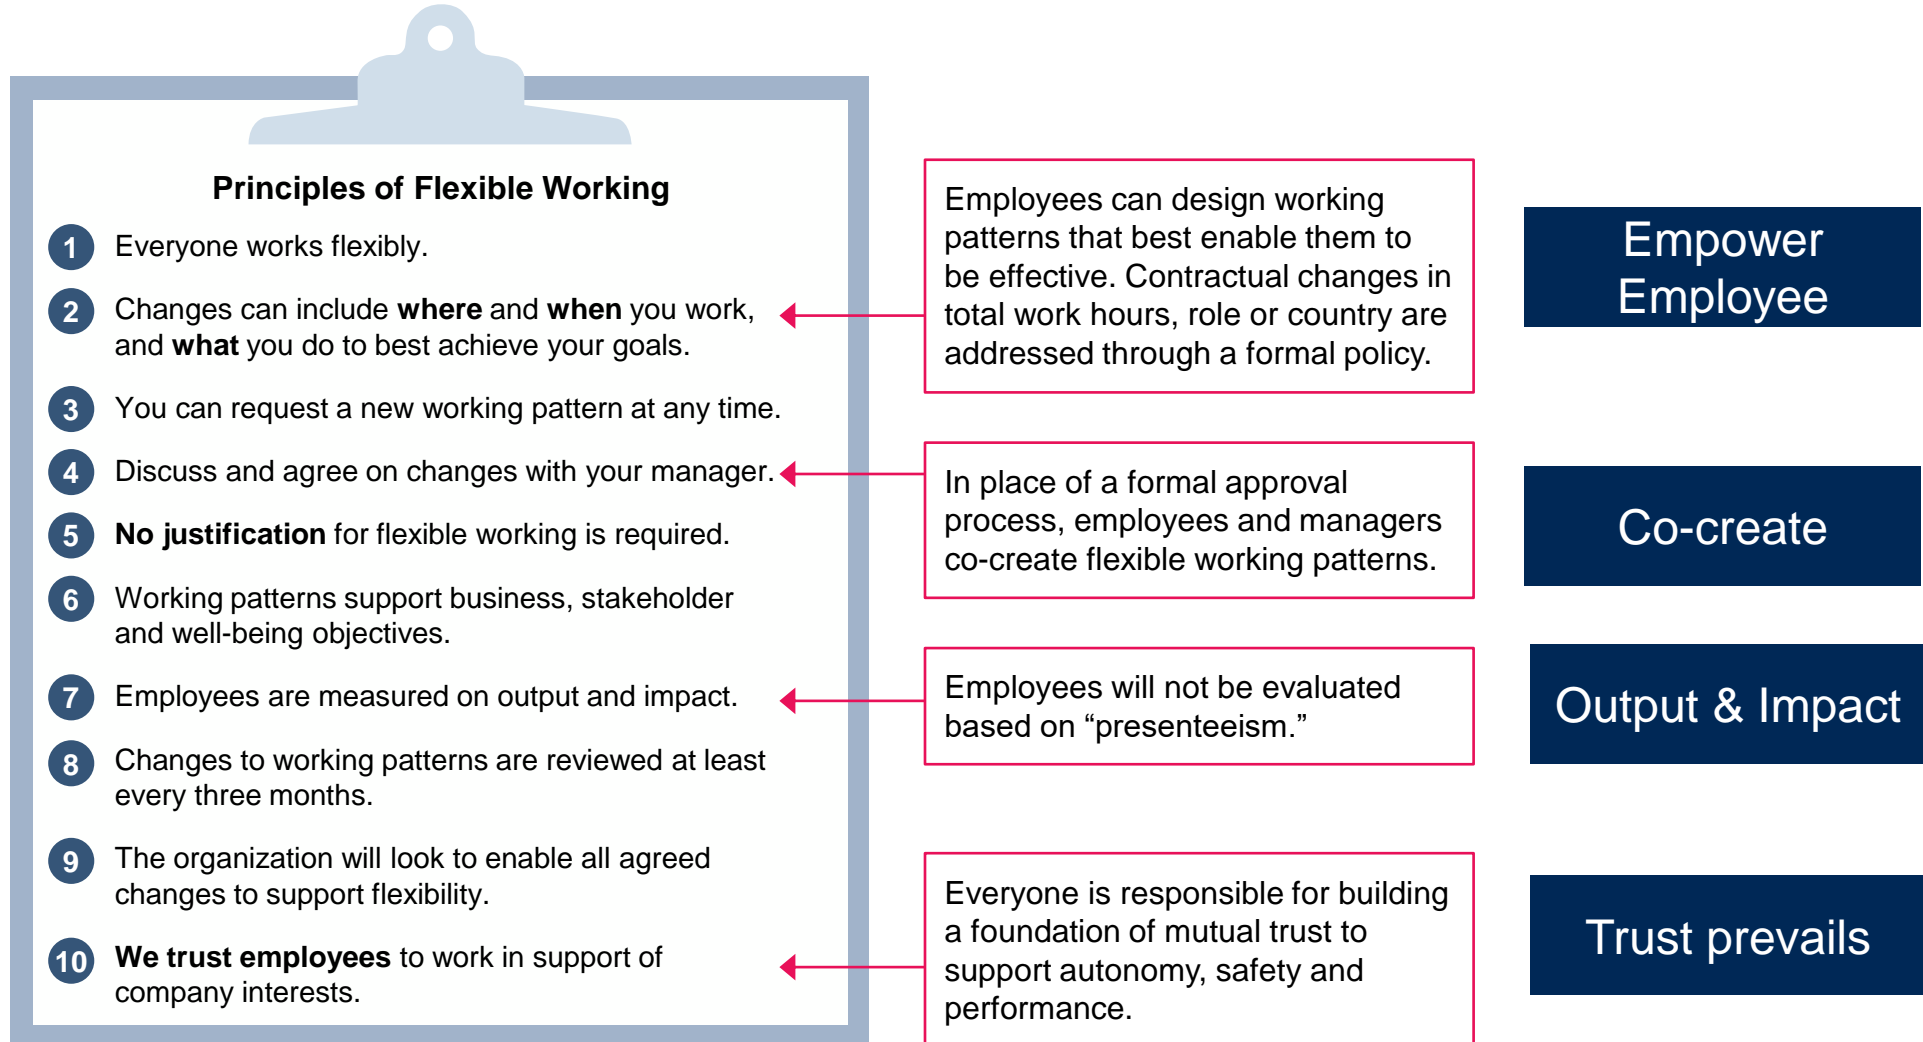 Principles of Flexible Working
1 Everyone works flexibly.
2 Changes can include where and when you work,
and what you do to best achieve your goals.
3 You can request a new working pattern at any time.
4 Discuss and agree on changes with your manager.
5 No justification for flexible working is required.
6 Working patterns support business, stakeholder
and well-being objectives.
7 Employees are measured on output and impact.
8 Changes to working patterns are reviewed at least
every three months.
9 The organization will look to enable all agreed
changes to support flexibility.
10 We trust employees to work in support of
company interests.
Employees can design working
patterns that best enable them to
be effective. Contractual changes in
total work hours, role or country are
addressed through a formal policy.
In place of a formal approval
process, employees and managers
co-create flexible working patterns.
Employees will not be evaluated
based on “presenteeism.”
Everyone is responsible for building
a foundation of mutual trust to
support autonomy, safety and
performance.
Empower
Employee
Co-create
Output & Impact
Trust prevails